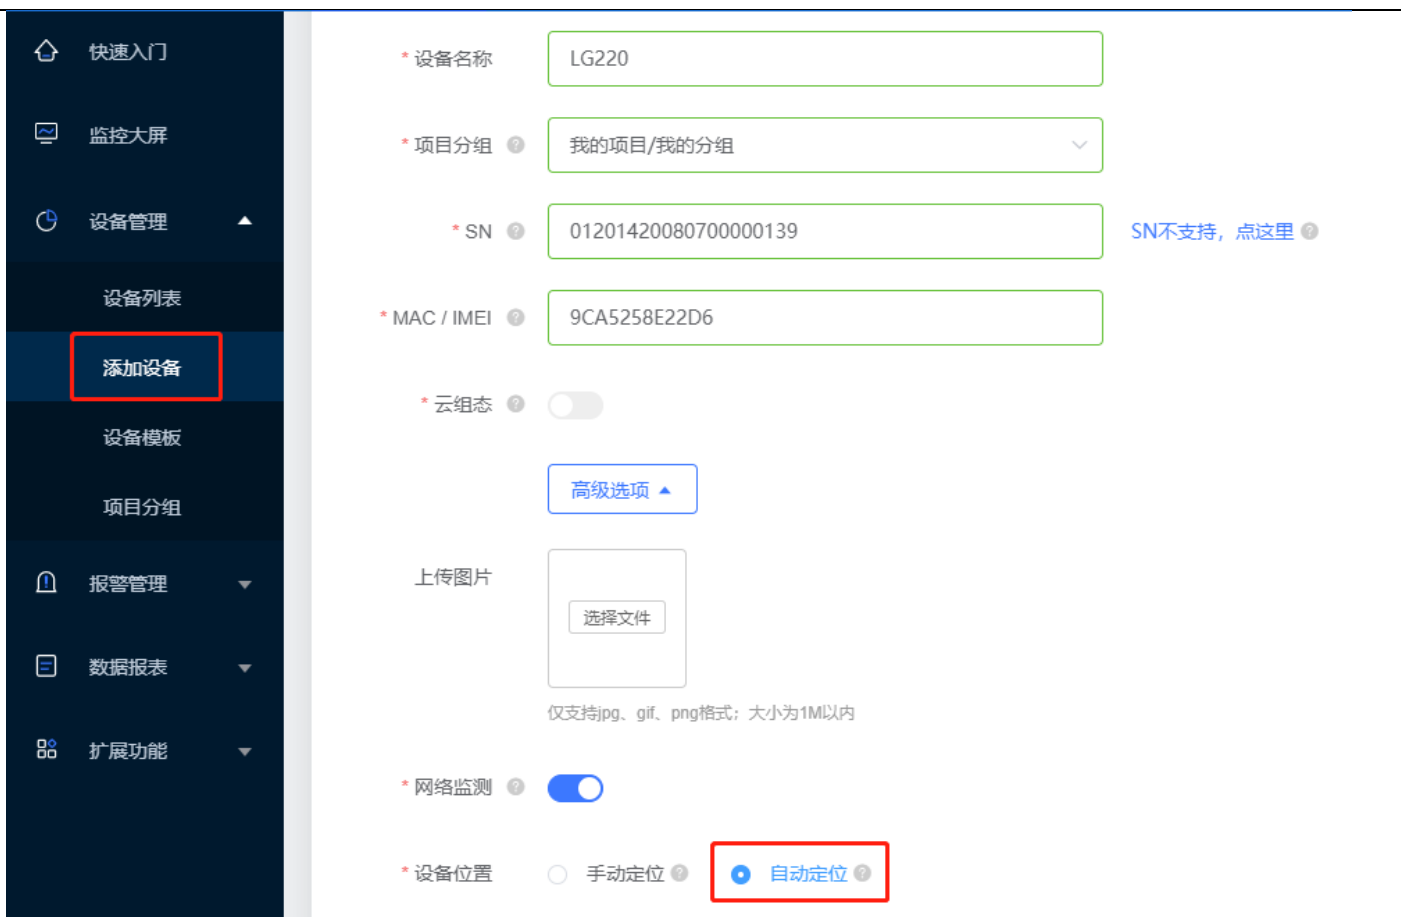 快速入门
监控大屏
设备管理
设备列表
添加设备
设备模板
项目分组
报警管理
数据报表
扩展功能
* 设备名称 LG220
* 项目分组 ? 我的项目/我的分组
* SN ? 01201420080700000139 SN不支持，点这里 ?
* MAC / IMEI ? 9CA5258E22D6
* 云组态 ?
高级选项
上传图片
选择文件
仅支持jpg、gif、png格式；大小为1M以内
* 网络监测 ?
* 设备位置 手动定位 ? 自动定位 ?